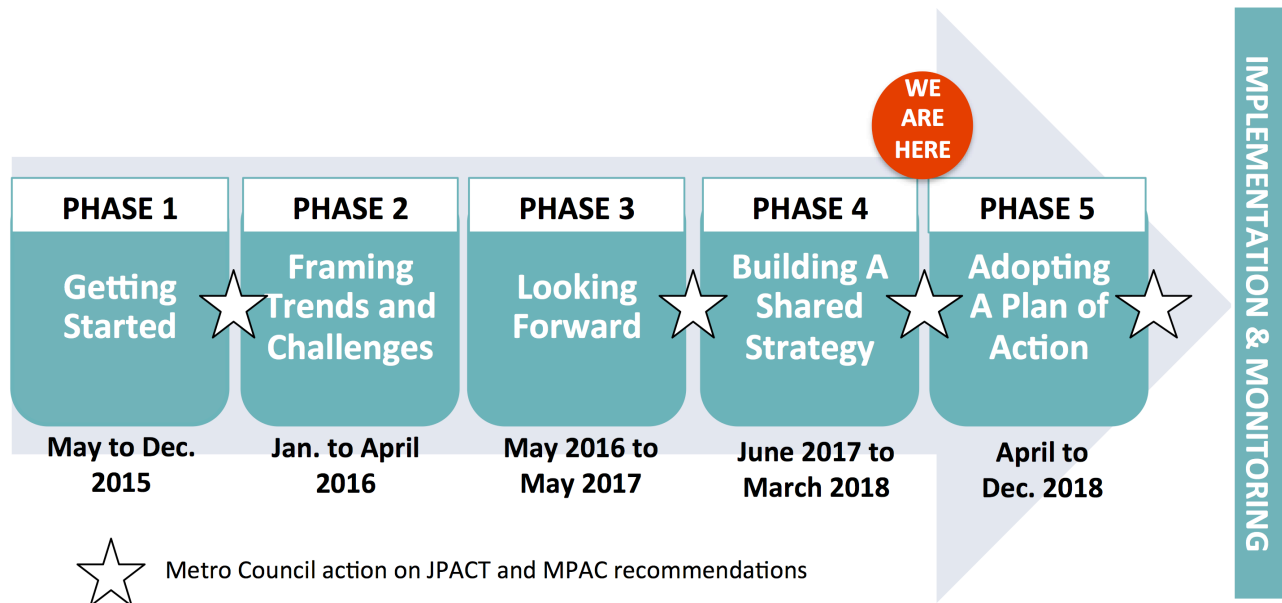 WE
ARE
HERE
PHASE 1
Getting
Started
May to Dec.
2015
PHASE 2
Framing
Trends and
Challenges
Jan. to April
2016
PHASE 3
Looking
Forward
May 2016 to
May 2017
PHASE 4
Building A
Shared
Strategy
June 2017 to
March 2018
PHASE 5
Adopting
A Plan of
Action
April to
Dec. 2018
IMPLEMENTATION & MONITORING
Metro Council action on JPACT and MPAC recommendations